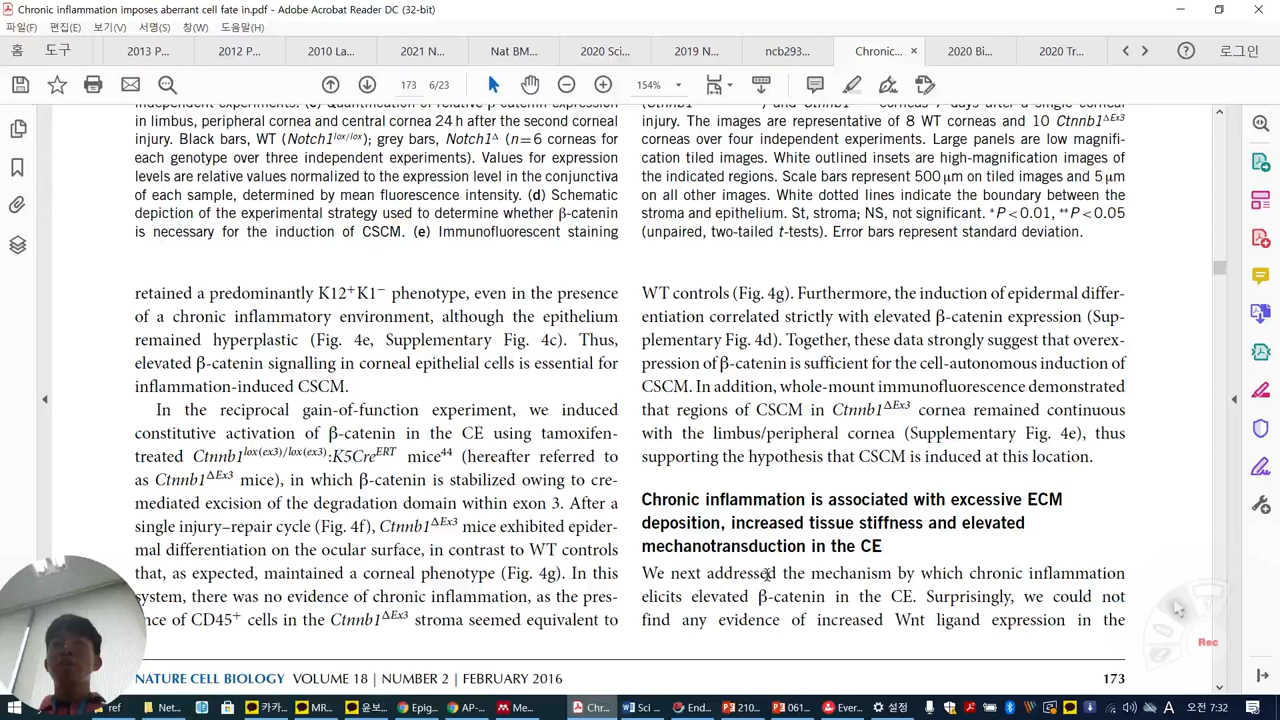 Chronic inflammation imposes aberrant cell fate in.pdf - Adobe Acrobat Reader DC (32-bit)
파일(F) 편집(E) 보기(V) 서명(S) 창(W) 도움말(H)
홈 도구 2013 P... 2012 P... 2010 La... 2021 N... Nat BM... 2020 Sci... 2019 N... ncb293... Chronic... × 2020 Bi... 2020 Tr... 로그인
173 6/23 154%
in limbus, peripheral cornea and central cornea 24 h after the second corneal
injury. Black bars, WT (Notch1lox/lox); grey bars, Notch1Δ (n=6 corneas for
each genotype over three independent experiments). Values for expression
levels are relative values normalized to the expression level in the conjunctiva
of each sample, determined by mean fluorescence intensity. (d) Schematic
depiction of the experimental strategy used to determine whether β-catenin
is necessary for the induction of CSCM. (e) Immunofluorescent staining
injury. The images are representative of 8 WT corneas and 10 Ctnnb1ΔEx3
corneas over four independent experiments. Large panels are low magnifi-
cation tiled images. White outlined insets are high-magnification images of
the indicated regions. Scale bars represent 500 μm on tiled images and 5 μm
on all other images. White dotted lines indicate the boundary between the
stroma and epithelium. St, stroma; NS, not significant. *P<0.01, **P<0.05
(unpaired, two-tailed t-tests). Error bars represent standard deviation.
retained a predominantly K12+K1− phenotype, even in the presence
of a chronic inflammatory environment, although the epithelium
remained hyperplastic (Fig. 4e, Supplementary Fig. 4c). Thus,
elevated β-catenin signalling in corneal epithelial cells is essential for
inflammation-induced CSCM.
In the reciprocal gain-of-function experiment, we induced
constitutive activation of β-catenin in the CE using tamoxifen-
treated Ctnnb1lox(ex3)/lox(ex3):K5CreERT mice44 (hereafter referred to
as Ctnnb1ΔEx3 mice), in which β-catenin is stabilized owing to cre-
mediated excision of the degradation domain within exon 3. After a
single injury–repair cycle (Fig. 4f), Ctnnb1ΔEx3 mice exhibited epider-
mal differentiation on the ocular surface, in contrast to WT controls
that, as expected, maintained a corneal phenotype (Fig. 4g). In this
system, there was no evidence of chronic inflammation, as the pres-
ence of CD45+ cells in the Ctnnb1ΔEx3 stroma seemed equivalent to
WT controls (Fig. 4g). Furthermore, the induction of epidermal differ-
entiation correlated strictly with elevated β-catenin expression (Sup-
plementary Fig. 4d). Together, these data strongly suggest that overex-
pression of β-catenin is sufficient for the cell-autonomous induction of
CSCM. In addition, whole-mount immunofluorescence demonstrated
that regions of CSCM in Ctnnb1ΔEx3 cornea remained continuous
with the limbus/peripheral cornea (Supplementary Fig. 4e), thus
supporting the hypothesis that CSCM is induced at this location.
Chronic inflammation is associated with excessive ECM
deposition, increased tissue stiffness and elevated
mechanotransduction in the CE
We next addressed the mechanism by which chronic inflammation
elicits elevated β-catenin in the CE. Surprisingly, we could not
find any evidence of increased Wnt ligand expression in the
Rec
NATURE CELL BIOLOGY VOLUME 18 | NUMBER 2 | FEBRUARY 2016 173
ref Net... 카카... MR... 윤보... Epig... AP-... Me... Chr... Sci ... End... 210... 061... Ever... 설정 오전 7:32